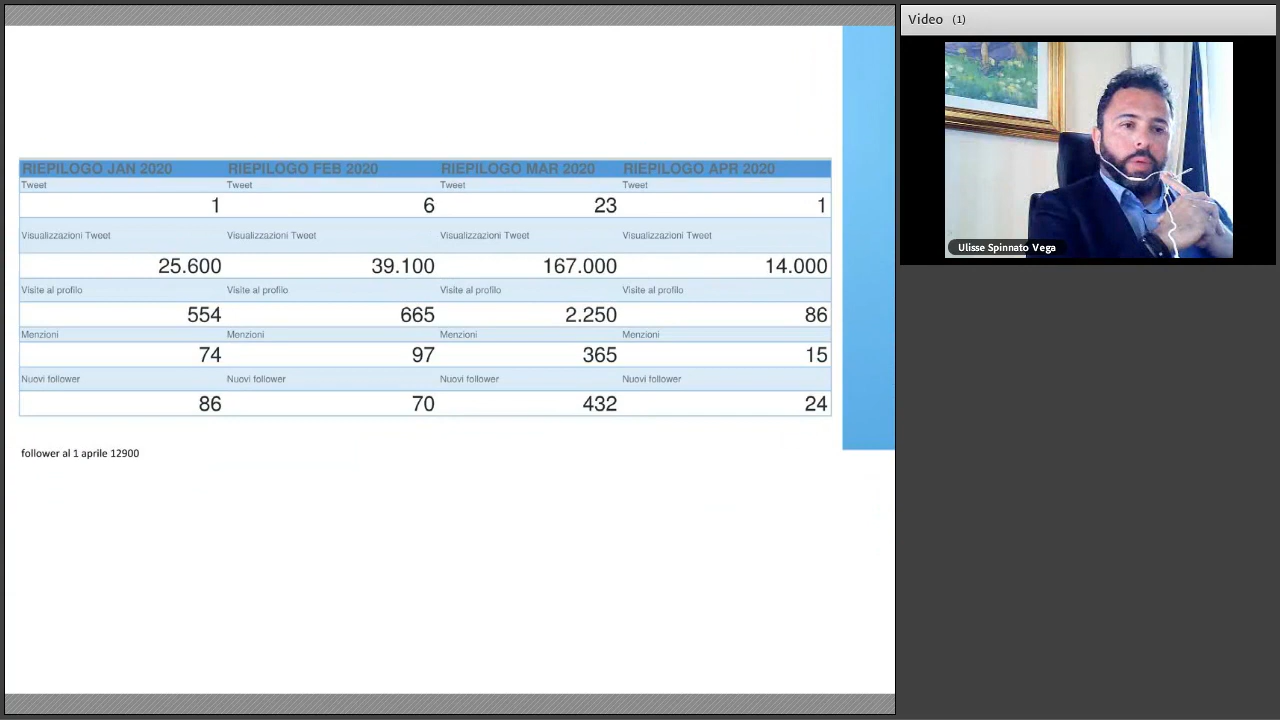 RIEPILOGO JAN 2020 RIEPILOGO FEB 2020 RIEPILOGO MAR 2020 RIEPILOGO APR 2020
Tweet Tweet Tweet Tweet
1 6 23 1
Visualizzazioni Tweet Visualizzazioni Tweet Visualizzazioni Tweet Visualizzazioni Tweet
25.600 39.100 167.000 14.000
Visite al profilo Visite al profilo Visite al profilo Visite al profilo
554 665 2.250 86
Menzioni Menzioni Menzioni Menzioni
74 97 365 15
Nuovi follower Nuovi follower Nuovi follower Nuovi follower
86 70 432 24
follower al 1 aprile 12900
Video (1)
Ulisse Spinnato Vega